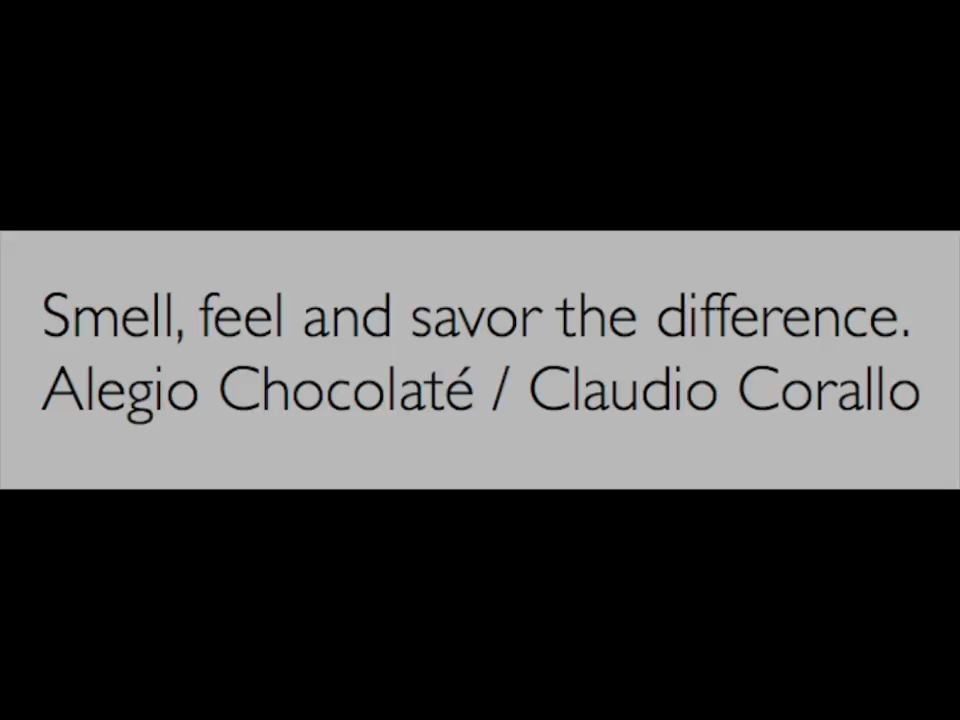 Smell, feel and savor the difference.
Alegio Chocolaté / Claudio Corallo